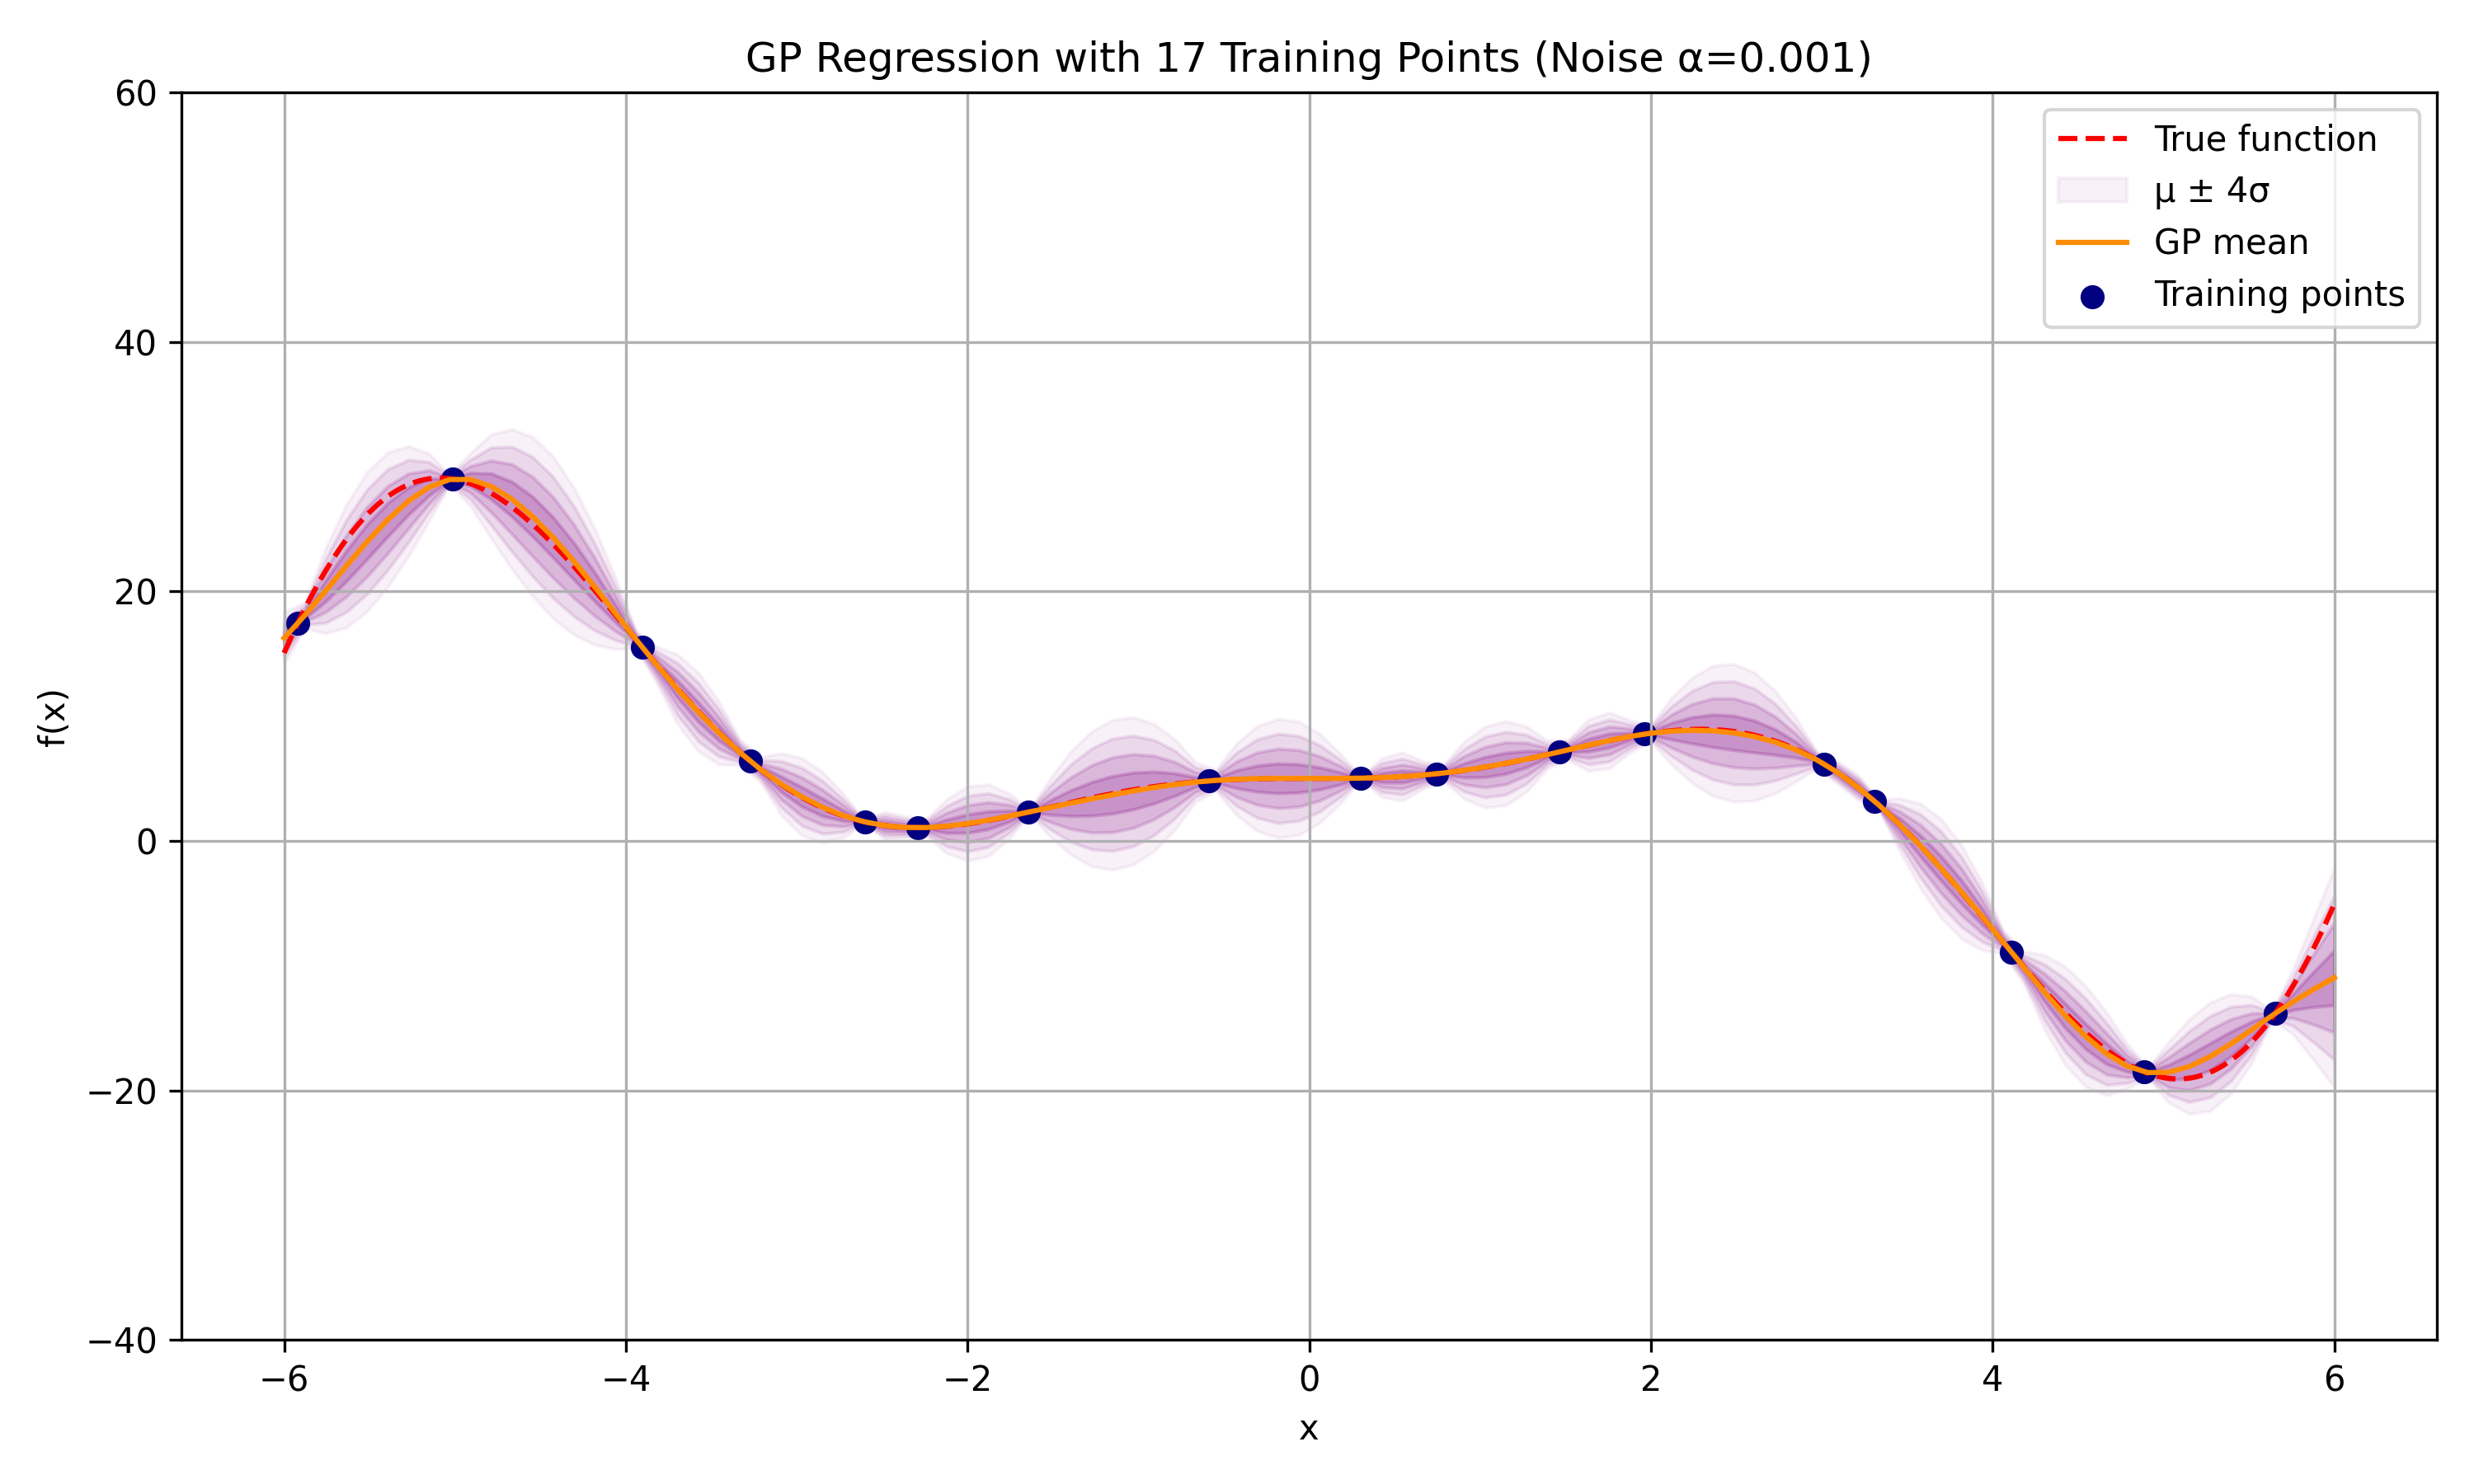 GP Regression with 17 Training Points (Noise α=0.001)
60
40
20
0
−20
−40
f(x)
True function
μ ± 4σ
GP mean
Training points
−6
−4
−2
0
2
4
6
x